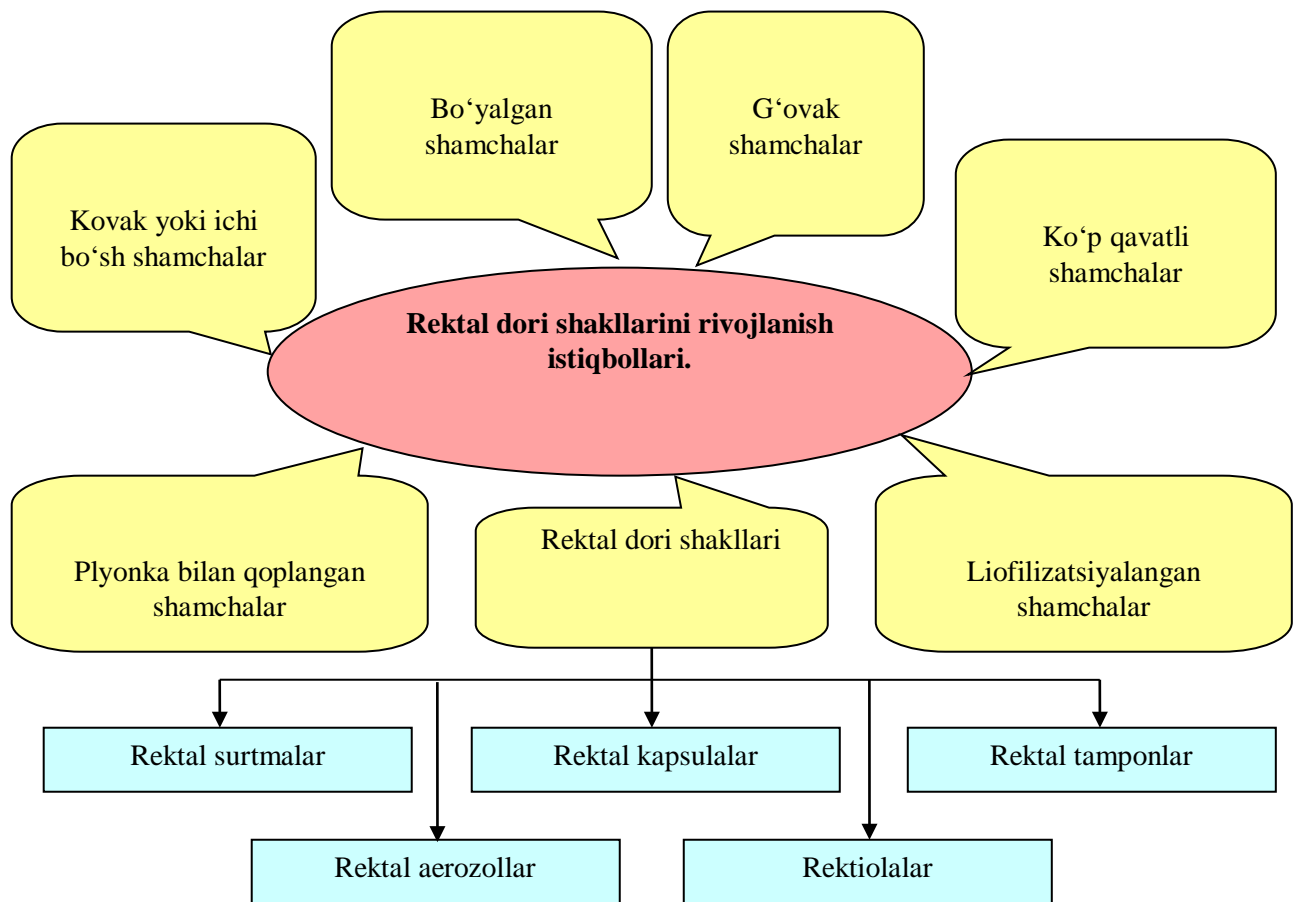 Bo‘yalgan
shamchalar
G‘ovak
shamchalar
Kovak yoki ichi
bo‘sh shamchalar
Ko‘p qavatli
shamchalar
Rektal dori shakllarini rivojlanish
istiqbollari.
Plyonka bilan qoplangan
shamchalar
Rektal dori shakllari
Liofilizatsiyalangan
shamchalar
Rektal surtmalar
Rektal kapsulalar
Rektal tamponlar
Rektal aerozollar
Rektiolalar